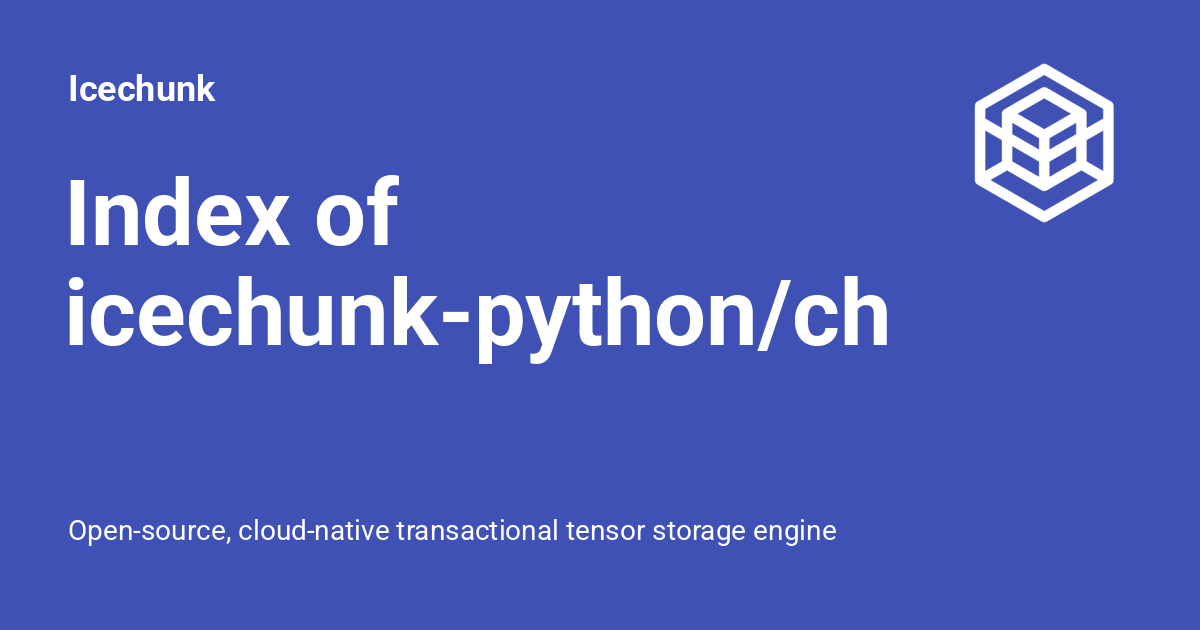 Icechunk
Index of
icechunk-python/ch
Open-source, cloud-native transactional tensor storage engine